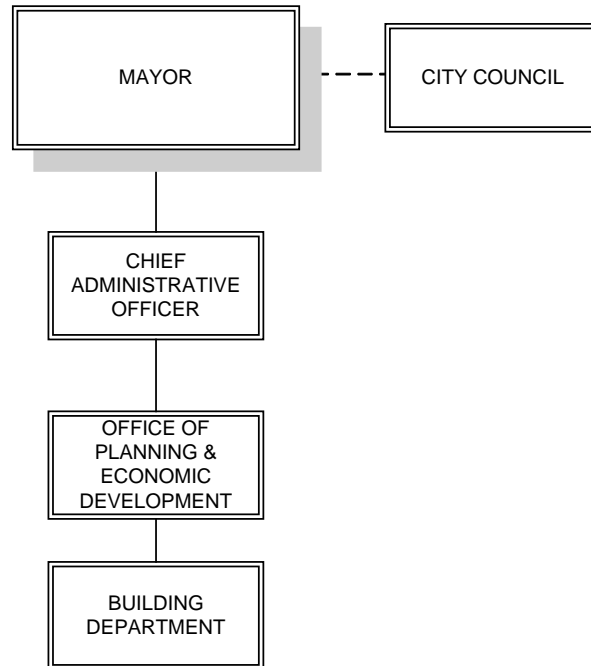 MAYOR
CITY COUNCIL
CHIEF
ADMINISTRATIVE
OFFICER
OFFICE OF
PLANNING &
ECONOMIC
DEVELOPMENT
BUILDING
DEPARTMENT